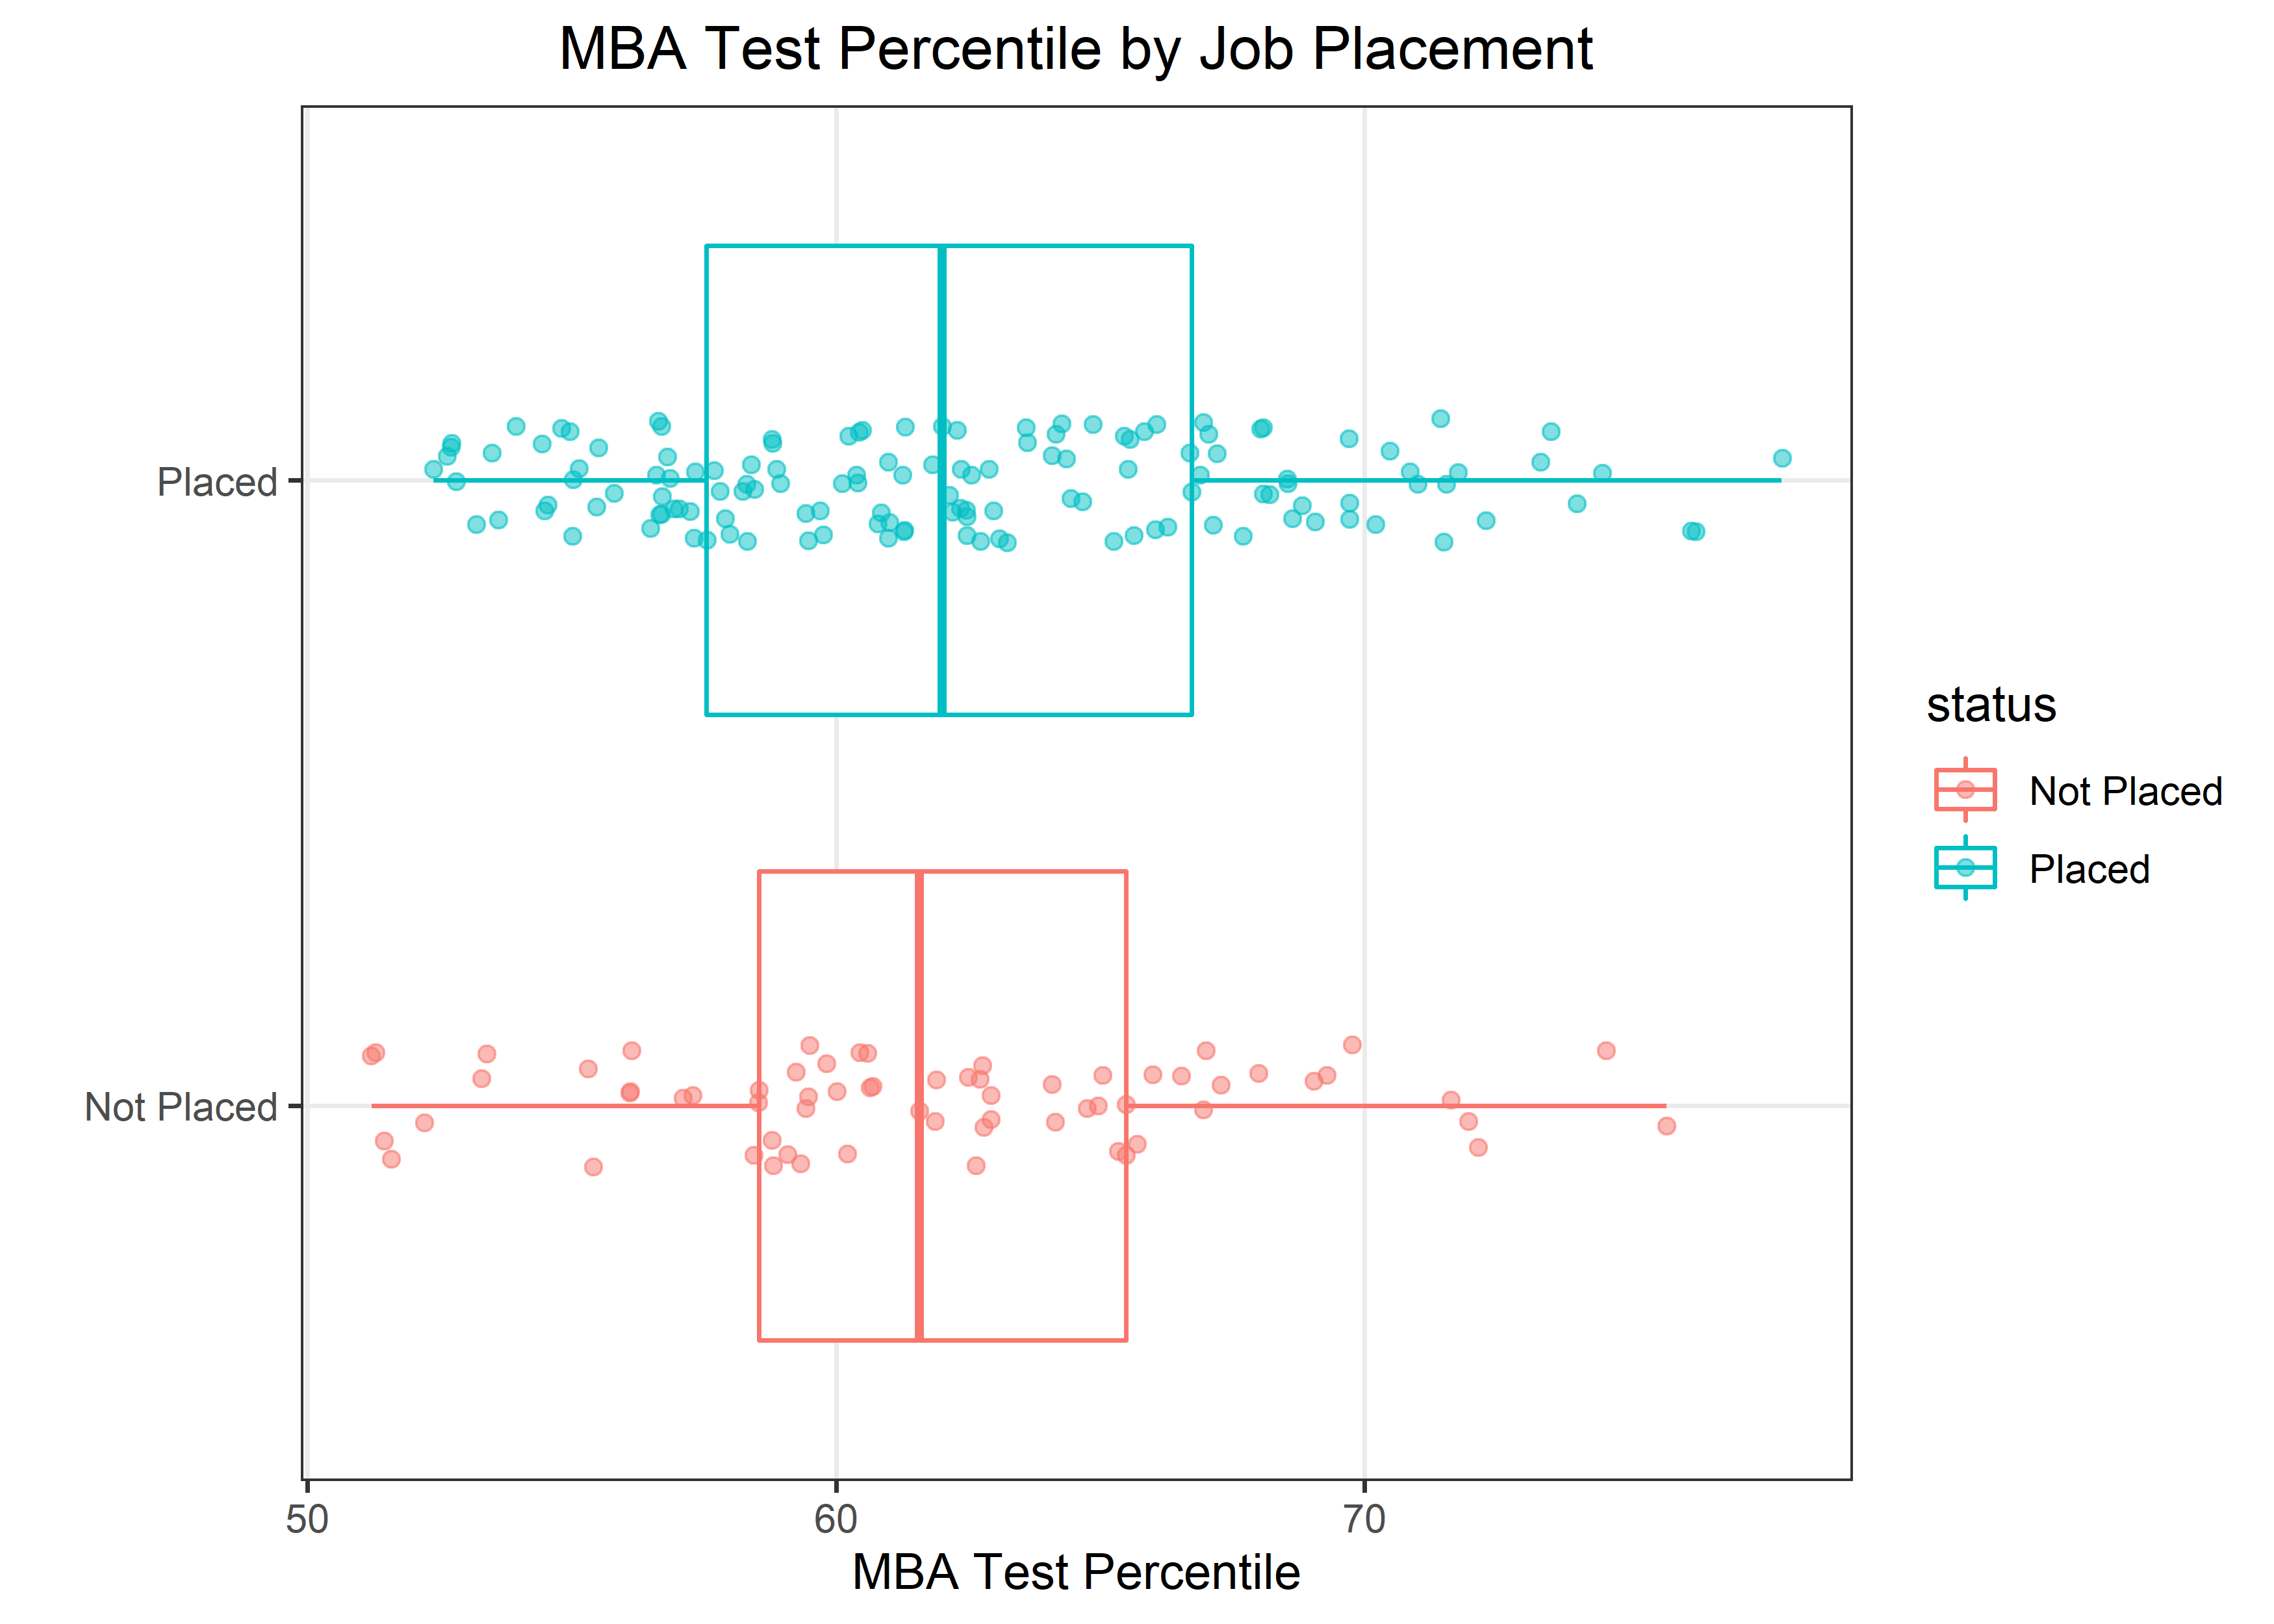 MBA Test Percentile by Job Placement
Placed
Not Placed
50
60
70
MBA Test Percentile
status
Not Placed
Placed